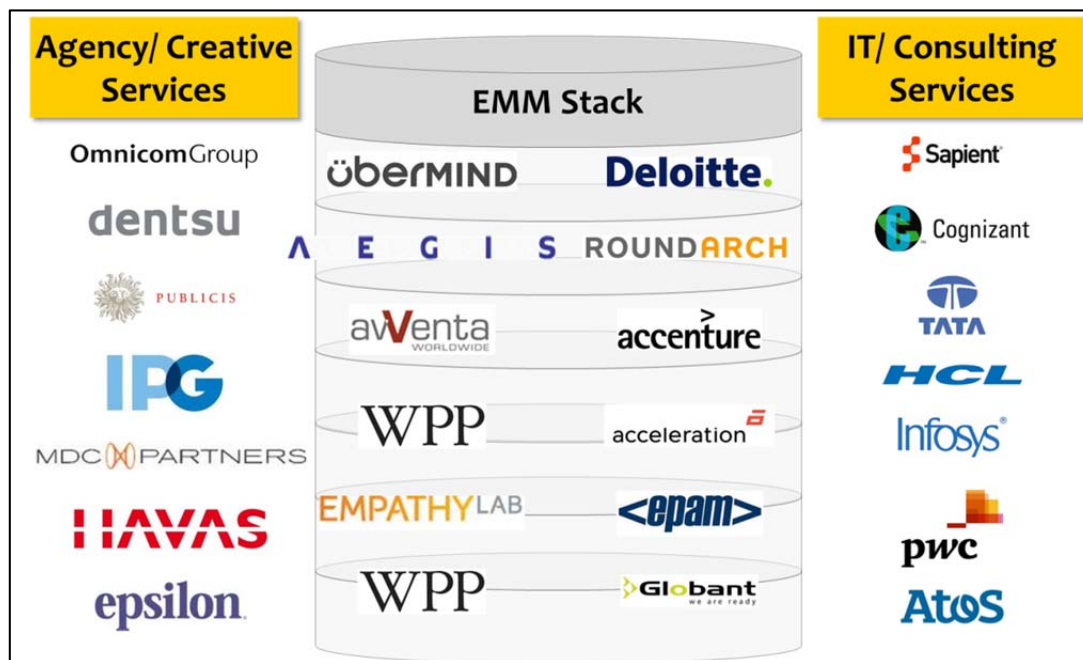 Agency/ Creative
Services
OmnicomGroup
dentsu
PUBLICIS
IPG
MDC PARTNERS
HAVAS
epsilon.
EMM Stack
übermIND
Deloitte.
AEGIS
ROUNDARCH
avVenta
WORLDWIDE
>
accenture
WPP
acceleration
EMPATHYLAB
<epam>
WPP
Globant
we are ready
IT/ Consulting
Services
Sapient®
Cognizant
TATA
HCL
Infosys®
pwc
Atos